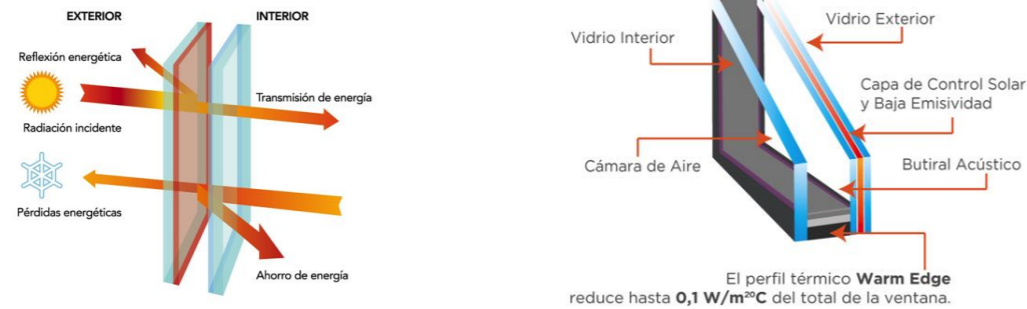 EXTERIOR
INTERIOR
Reflexión energética
Transmisión de energía
Radiación incidente
Pérdidas energéticas
Ahorro de energía
Vidrio Exterior
Vidrio Interior
Capa de Control Solar
y Baja Emisividad
Cámara de Aire
Butiral Acústico
El perfil térmico Warm Edge
reduce hasta 0,1 W/m²⁰C del total de la ventana.